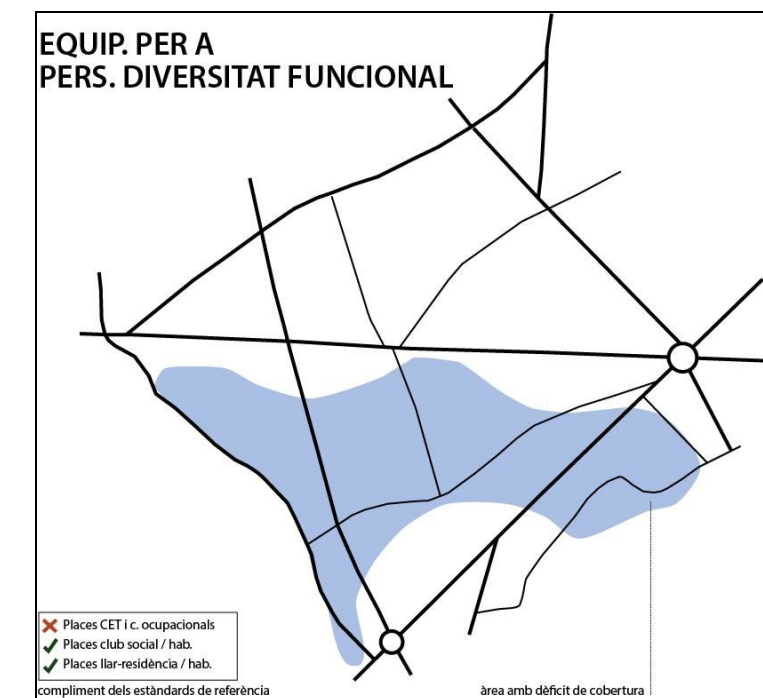 EQUIP. PER A
PERS. DIVERSITAT FUNCIONAL
Places CET i c. ocupacionals
Places club social / hab.
Places llar-residència / hab.
compliment dels estàndards de referència
àrea amb dèficit de cobertura